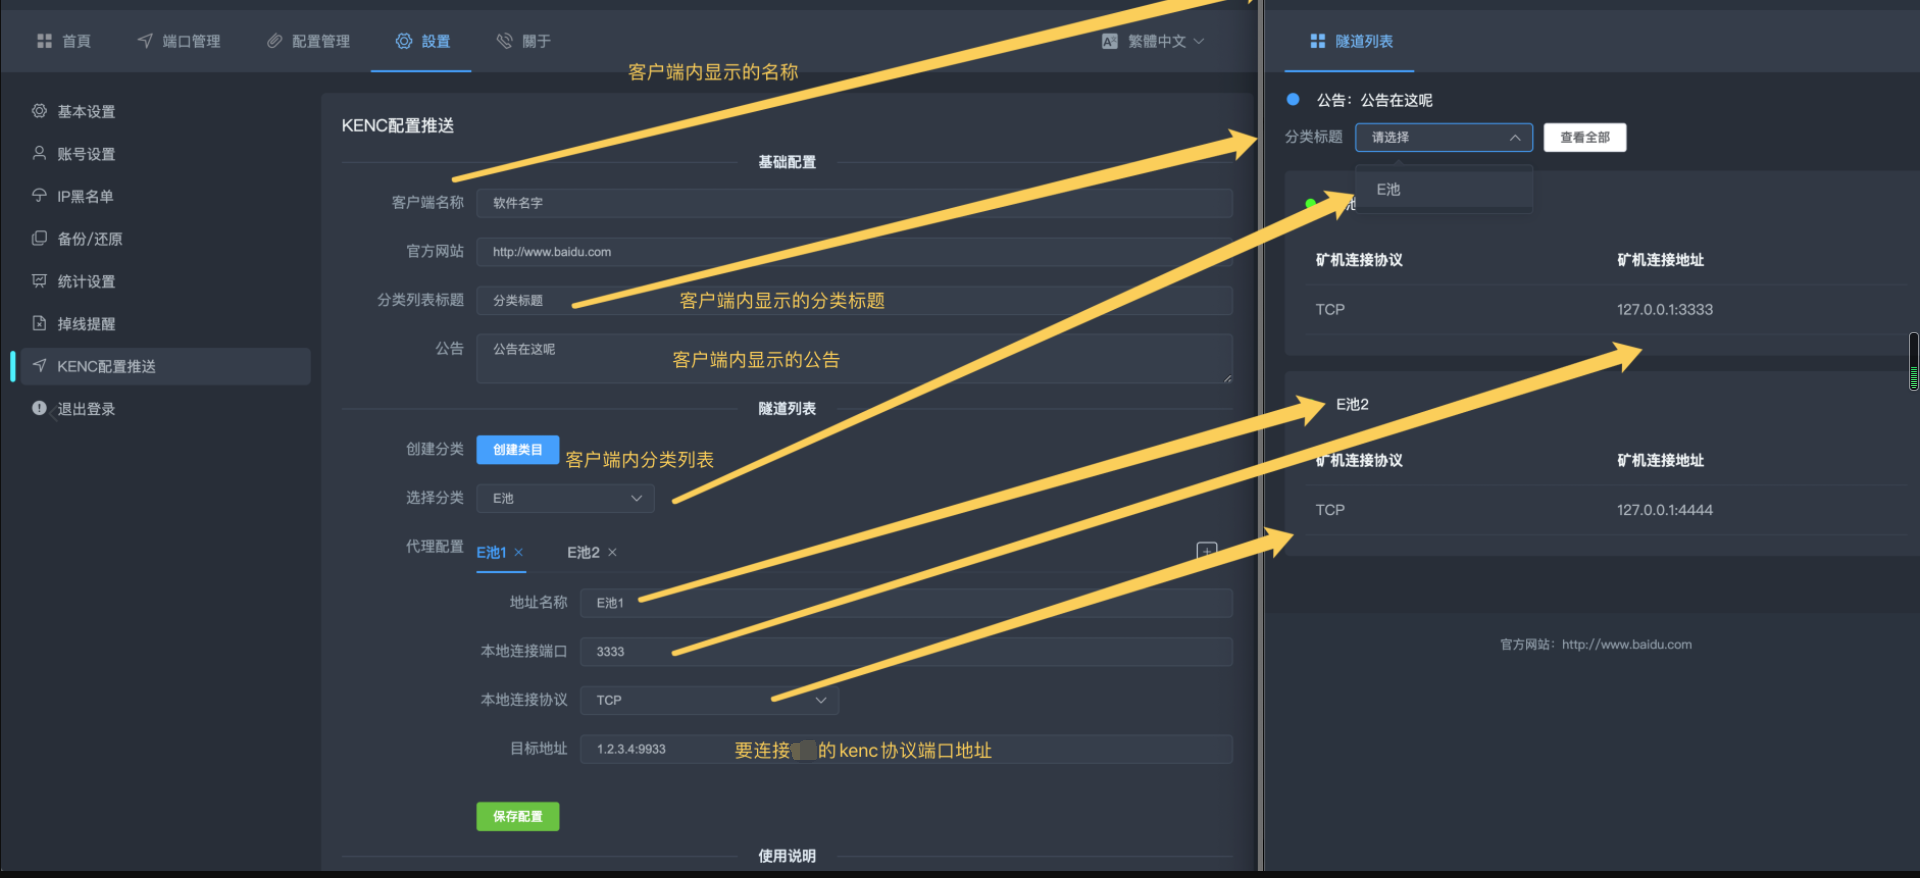 首頁
端口管理
配置管理
設置
關于
繁體中文
隧道列表
客户端内显示的名称
基本设置
账号设置
IP黑名单
备份/还原
统计设置
掉线提醒
KENC配置推送
退出登录
KENC配置推送
基础配置
客户端名称
软件名字
官方网站
http://www.baidu.com
分类列表标题
分类标题
客户端内显示的分类标题
公告
公告在这呢
客户端内显示的公告
隧道列表
创建分类
创建类目
客户端内分类列表
选择分类
E池
代理配置
E池1
E池2
地址名称
E池1
本地连接端口
3333
本地连接协议
TCP
目标地址
1.2.3.4:9933
要连接 的kenc协议端口地址
保存配置
使用说明
公告：公告在这呢
分类标题
请选择
查看全部
E池
矿机连接协议
矿机连接地址
TCP
127.0.0.1:3333
E池2
矿机连接协议
矿机连接地址
TCP
127.0.0.1:4444
官方网站：http://www.baidu.com